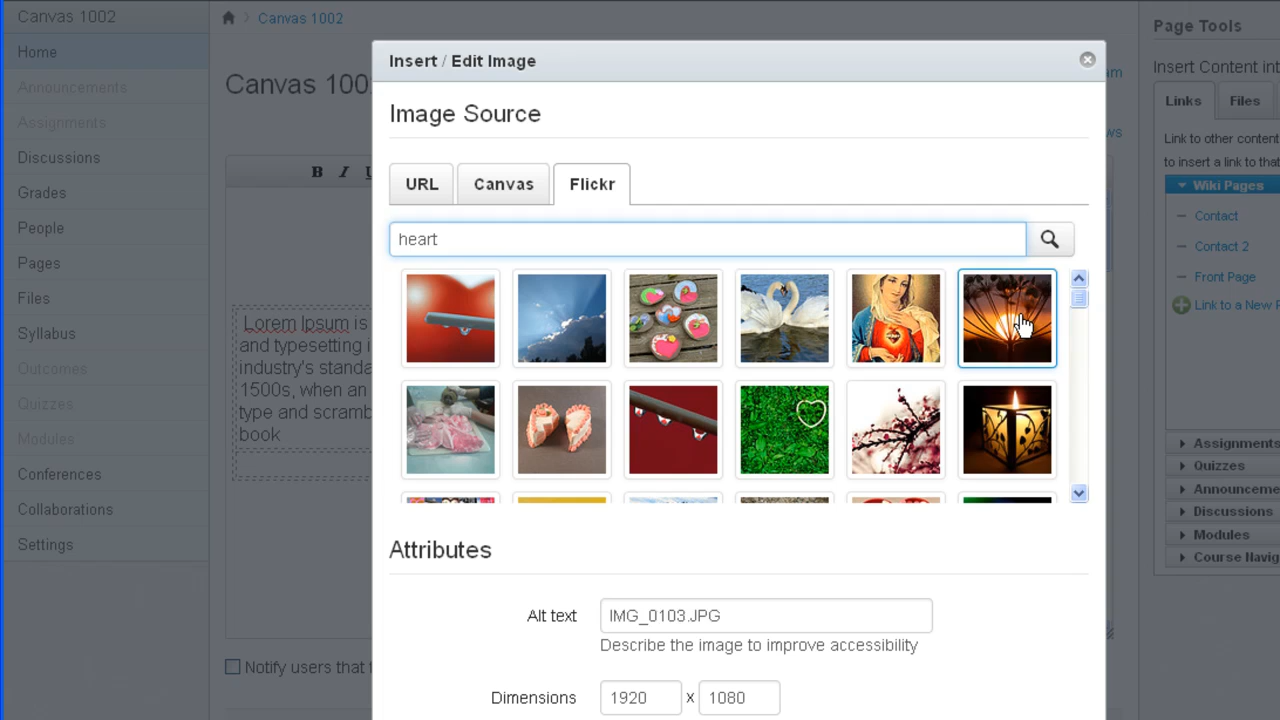 Canvas 1002
Home
Announcements
Assignments
Discussions
Grades
People
Pages
Files
Syllabus
Outcomes
Quizzes
Modules
Conferences
Collaborations
Settings
Canvas 1002
Canvas 100
B I U
Lorem Ipsum is
and typesetting i
industry's standa
1500s, when an
type and scramb
book
Notify users that
Insert / Edit Image
Image Source
URL Canvas Flickr
heart
Attributes
Alt text IMG_0103.JPG
Describe the image to improve accessibility
Dimensions 1920 x 1080
am
ws
Page Tools
Insert Content int
Links Files
Link to other content
to insert a link to that
Wiki Pages
Contact
Contact 2
Front Page
Link to a New P
Assignments
Quizzes
Announceme
Discussions
Modules
Course Navig